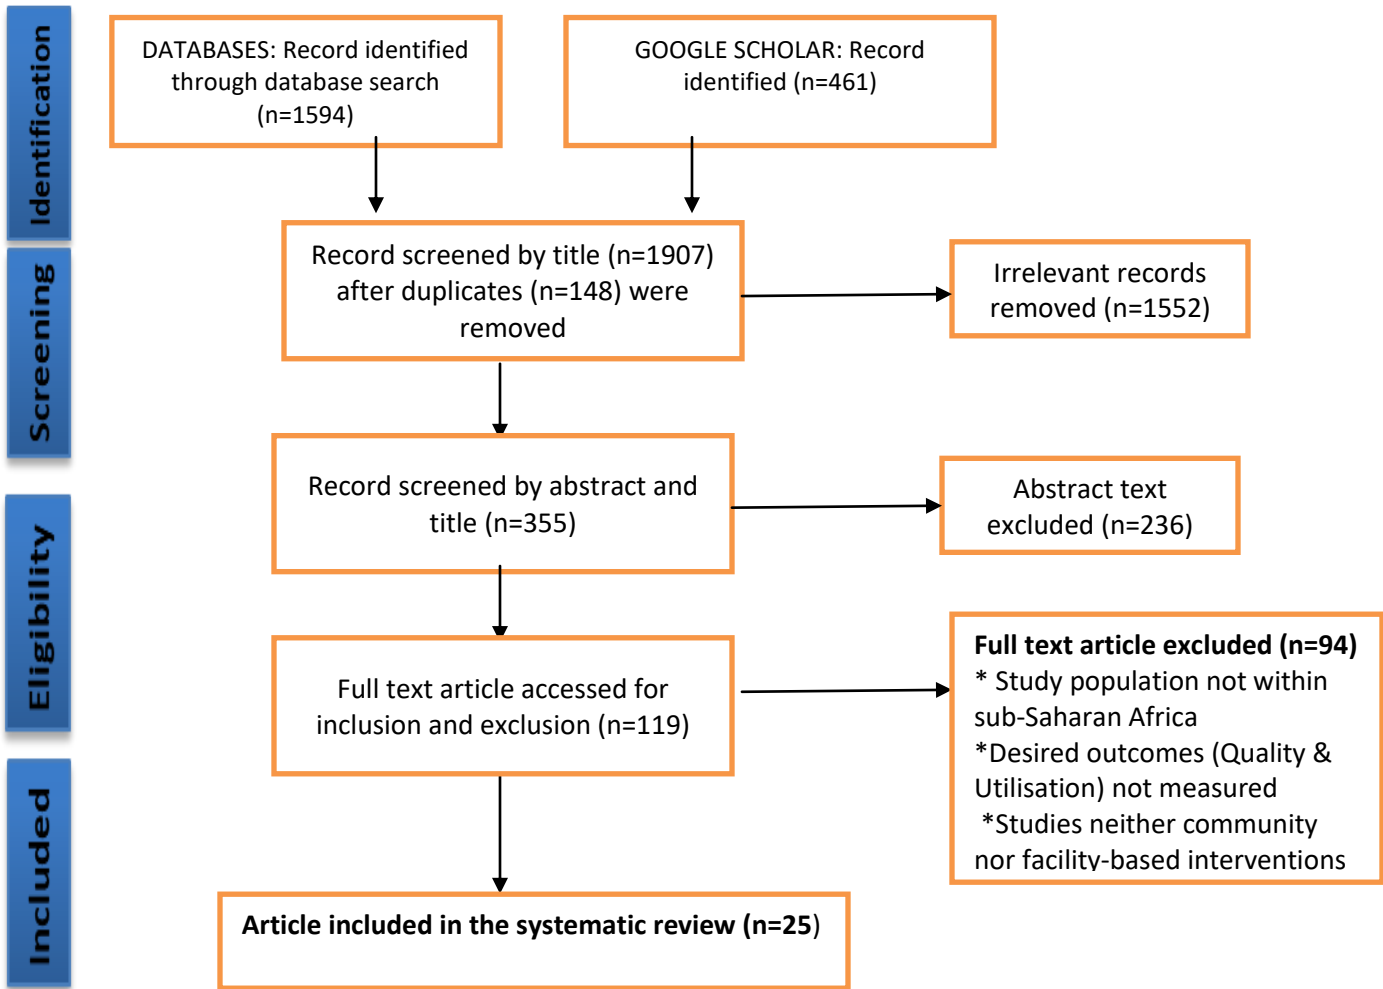 Identification
DATABASES: Record identified
through database search
(n=1594)
GOOGLE SCHOLAR: Record
identified (n=461)
Screening
Record screened by title (n=1907)
after duplicates (n=148) were
removed
Irrelevant records
removed (n=1552)
Record screened by abstract and
title (n=355)
Abstract text
excluded (n=236)
Eligibility
Full text article accessed for
inclusion and exclusion (n=119)
Full text article excluded (n=94)
* Study population not within
sub-Saharan Africa
*Desired outcomes (Quality &
Utilisation) not measured
*Studies neither community
nor facility-based interventions
Included
Article included in the systematic review (n=25)